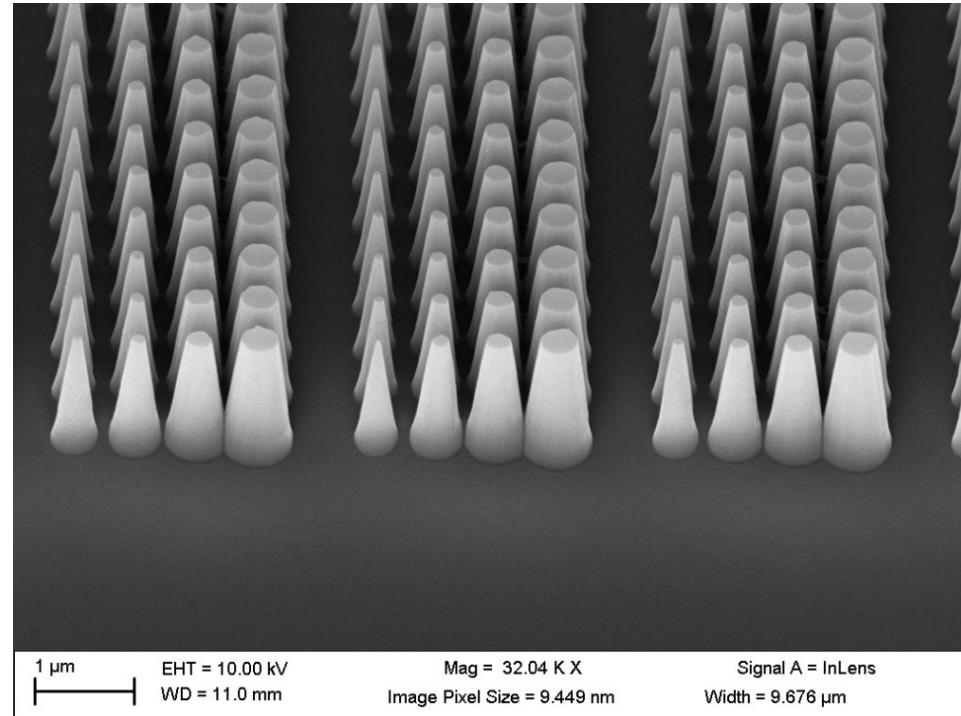 1 µm
EHT = 10.00 kV
WD = 11.0 mm
Mag = 32.04 K X
Image Pixel Size = 9.449 nm
Signal A = InLens
Width = 9.676 µm